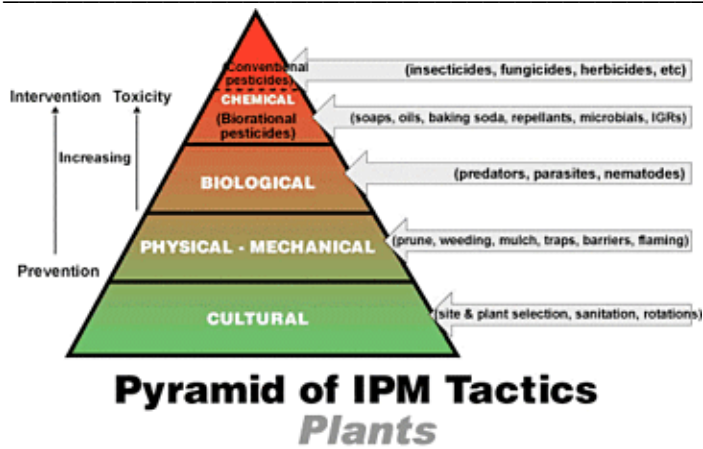 (Conventional
pesticides)
(insecticides, fungicides, herbicides, etc)
Intervention Toxicity
CHEMICAL
(Biorational
pesticides)
(soaps, oils, baking soda, repellants, microbials, IGRs)
Increasing
BIOLOGICAL
(predators, parasites, nematodes)
PHYSICAL - MECHANICAL
(prune, weeding, mulch, traps, barriers, flaming)
Prevention
CULTURAL
(site & plant selection, sanitation, rotations)
Pyramid of IPM Tactics
Plants